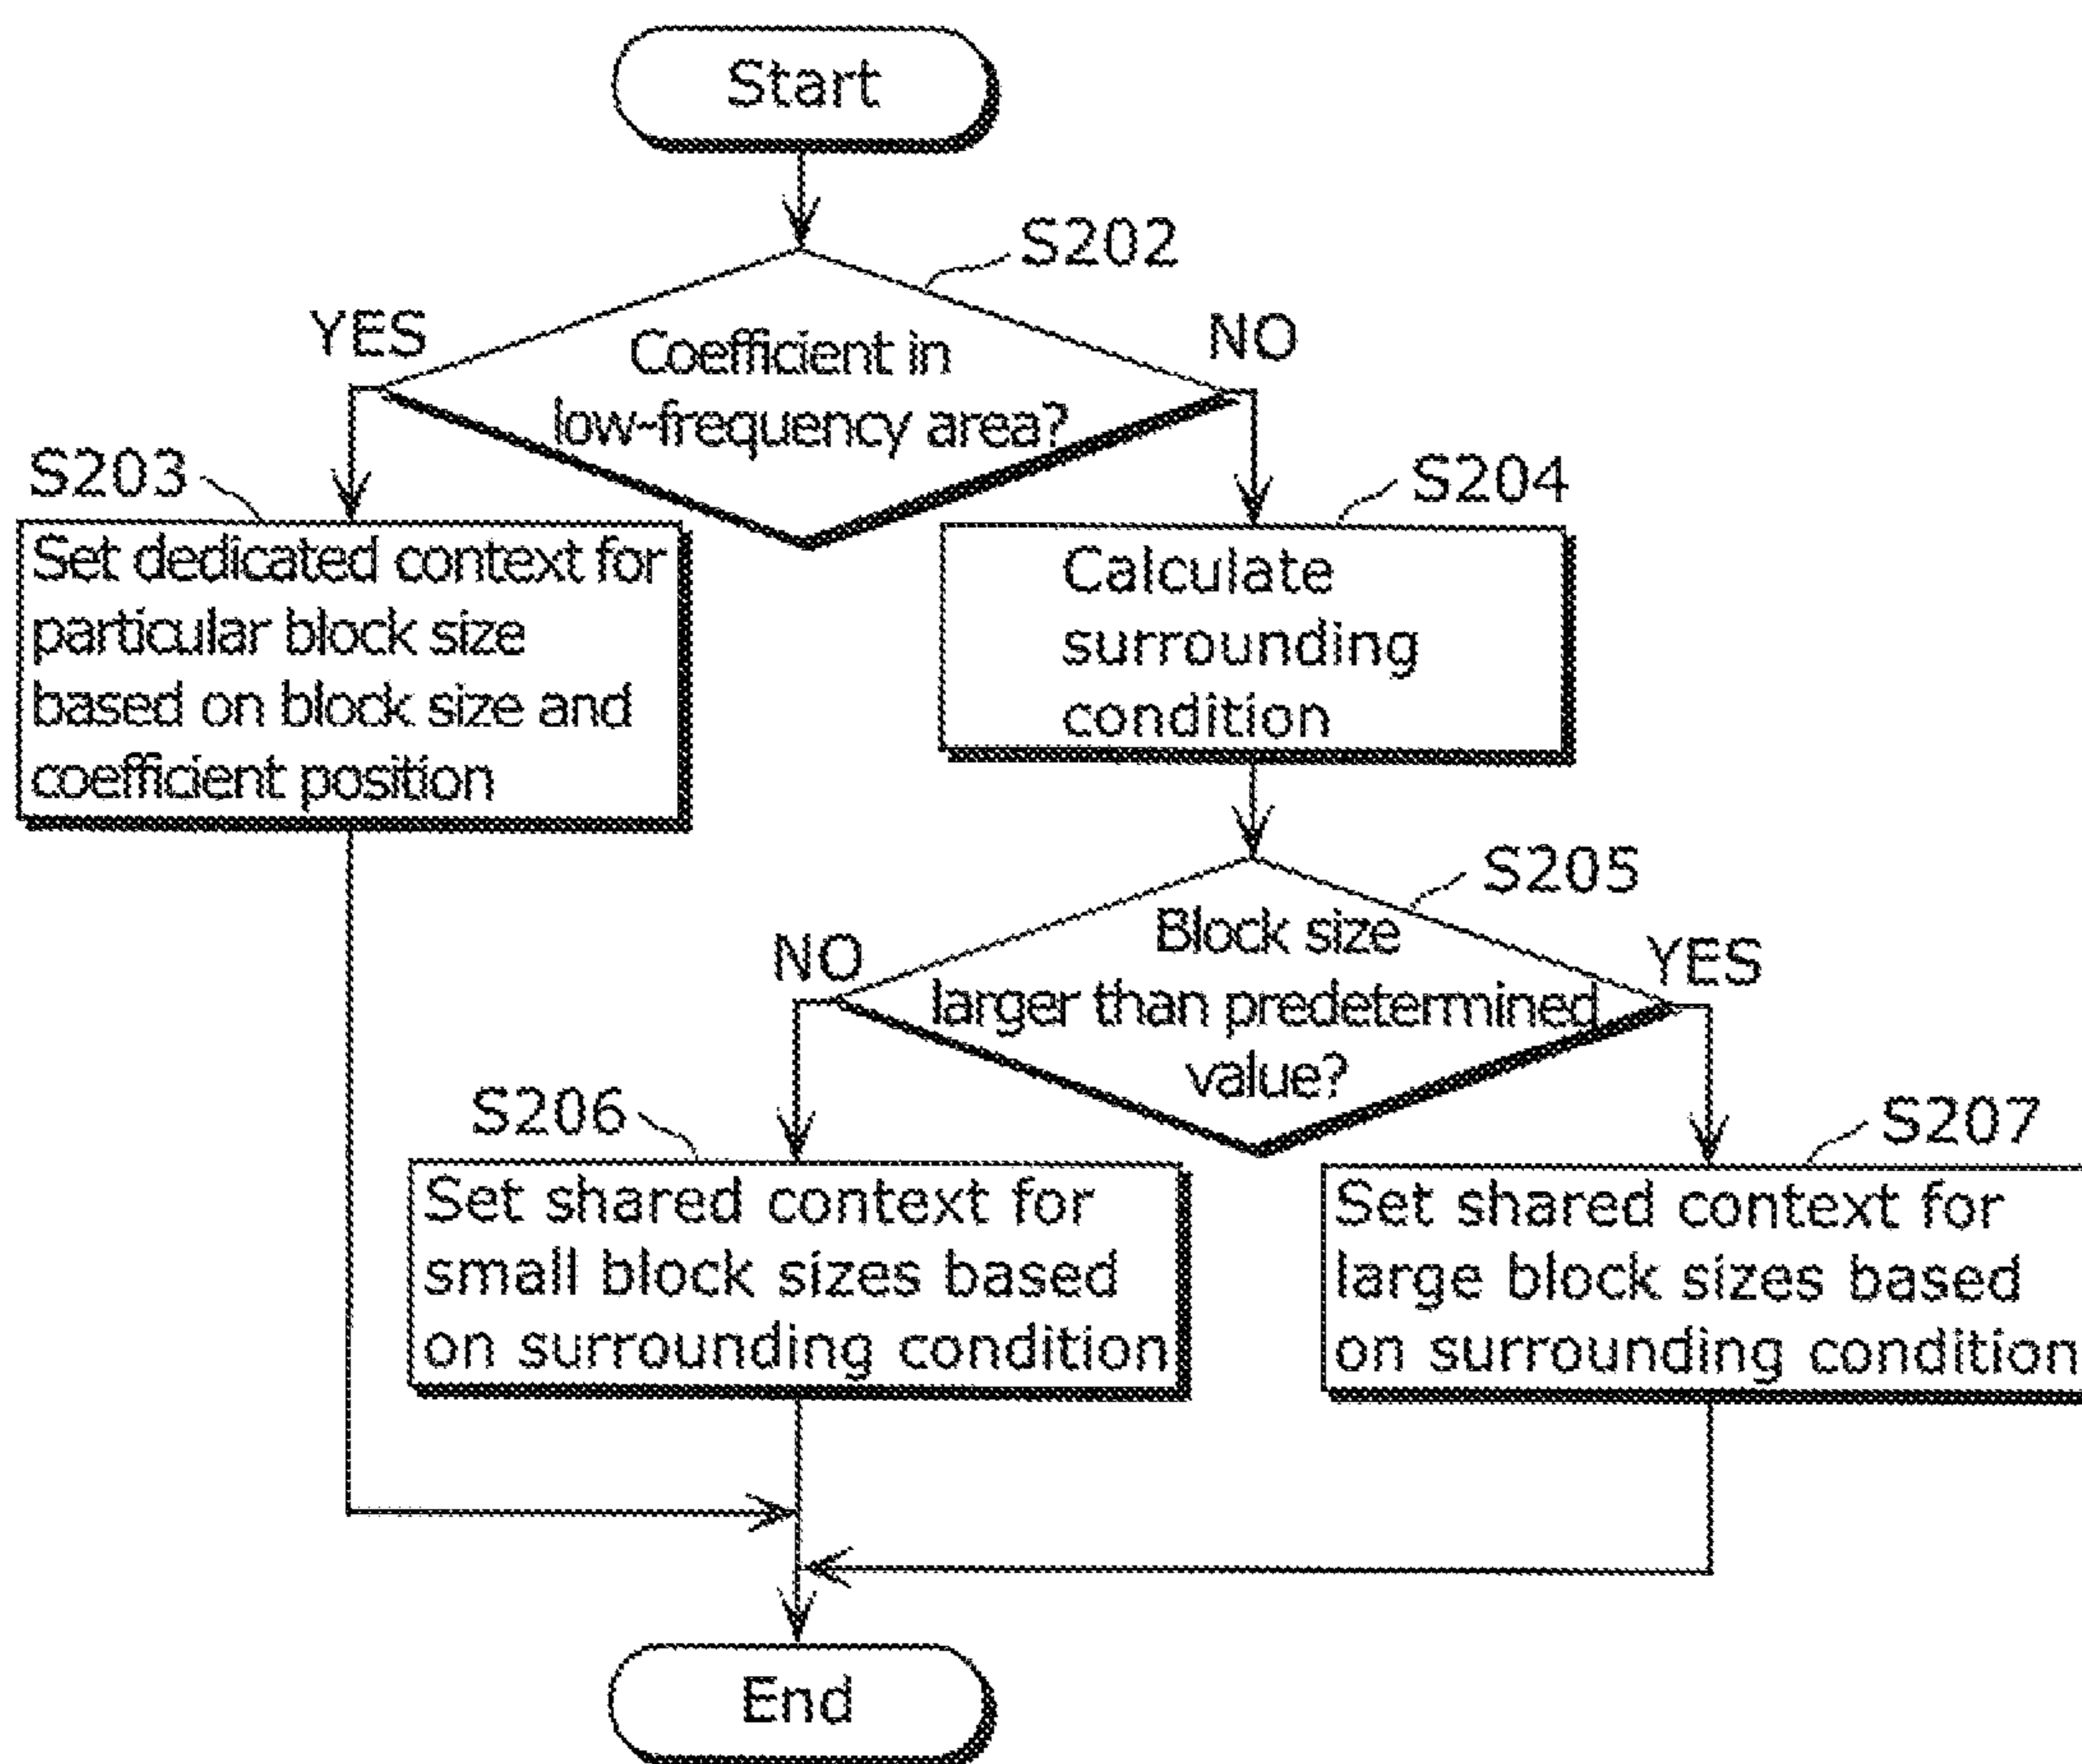 Start
S202
YES
NO
Coefficient in
low-frequency area?
S203
Set dedicated context for
particular block size
based on block size and
coefficient position
S204
Calculate
surrounding
condition
S205
NO
Block size
larger than predetermined
value?
YES
S206
Set shared context for
small block sizes based
on surrounding condition
S207
Set shared context for
large block sizes based
on surrounding condition
End